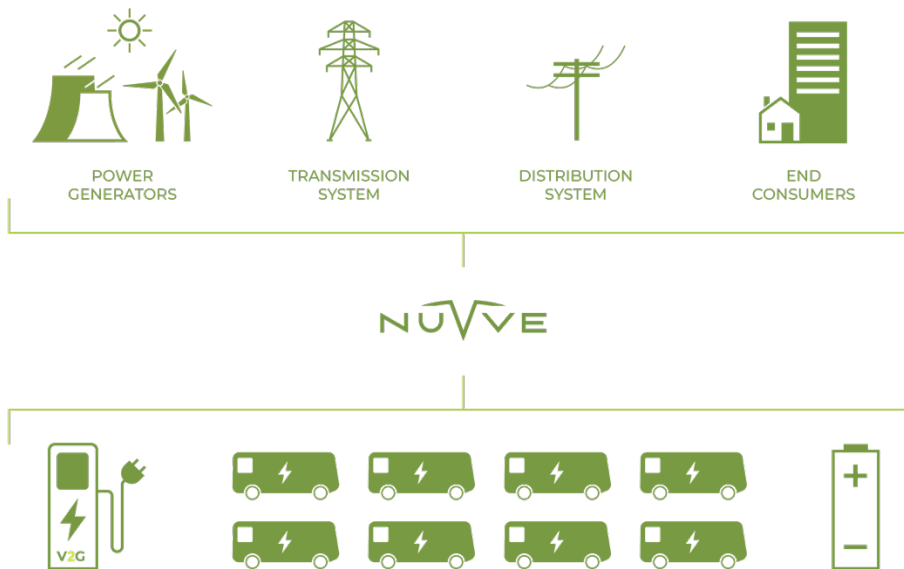 POWER
GENERATORS
TRANSMISSION
SYSTEM
DISTRIBUTION
SYSTEM
END
CONSUMERS
NUVVE
V2G